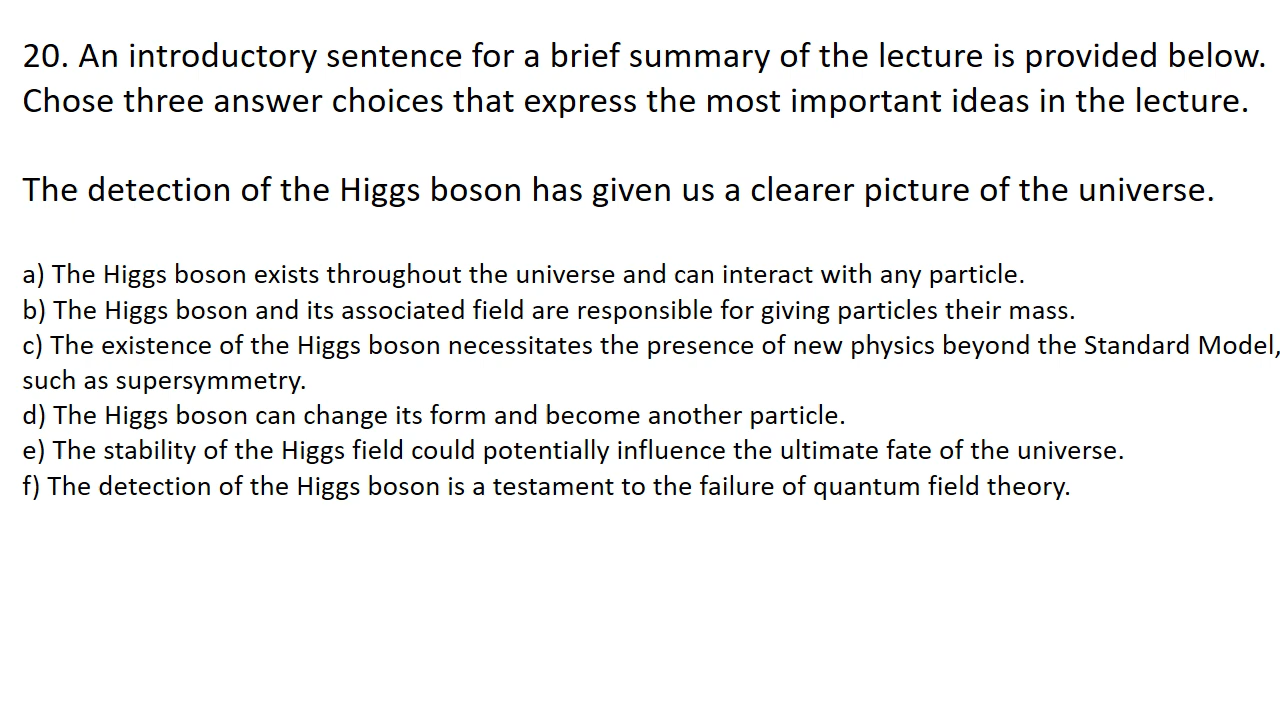 20. An introductory sentence for a brief summary of the lecture is provided below.
Chose three answer choices that express the most important ideas in the lecture.
The detection of the Higgs boson has given us a clearer picture of the universe.
a) The Higgs boson exists throughout the universe and can interact with any particle.
b) The Higgs boson and its associated field are responsible for giving particles their mass.
c) The existence of the Higgs boson necessitates the presence of new physics beyond the Standard Model,
such as supersymmetry.
d) The Higgs boson can change its form and become another particle.
e) The stability of the Higgs field could potentially influence the ultimate fate of the universe.
f) The detection of the Higgs boson is a testament to the failure of quantum field theory.